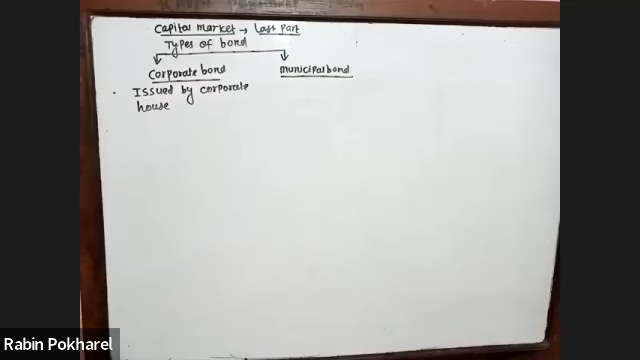 Capital market → Last part
Types of bond
Corporate bond
municipal bond
· Issued by corporate
house
Rabin Pokharel